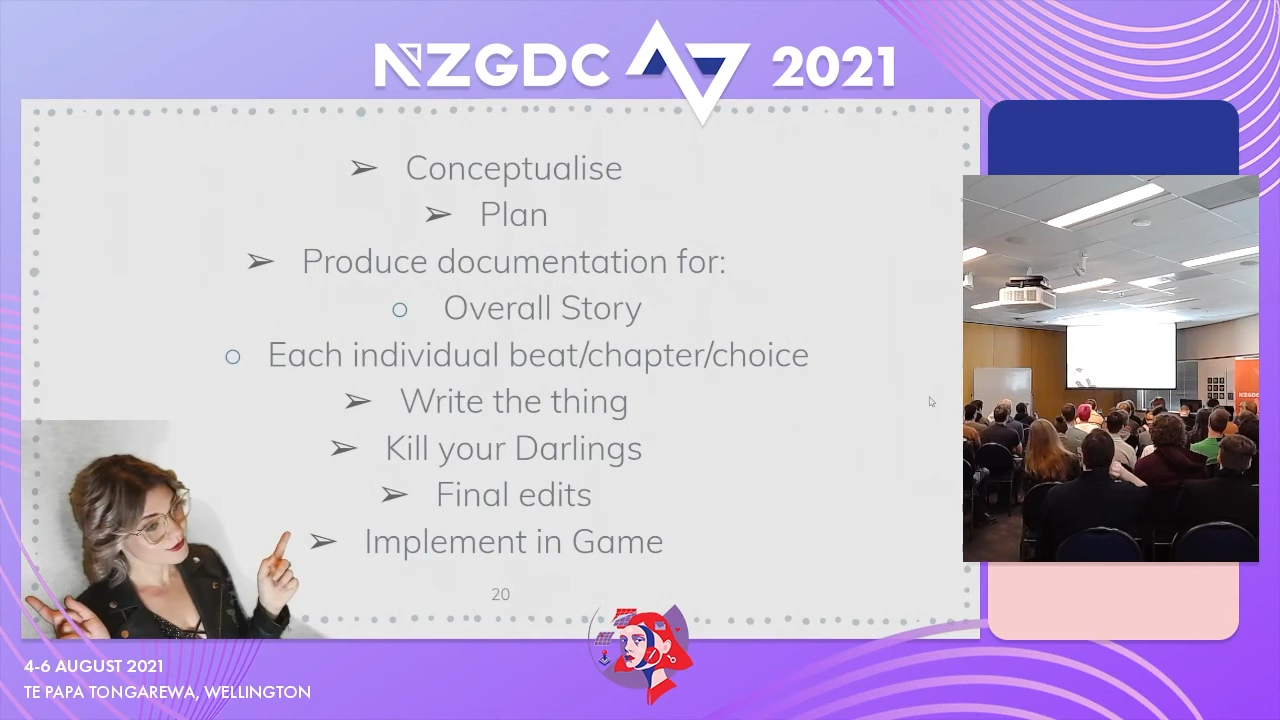 NZGDC 2021
➢ Conceptualise
➢ Plan
➢ Produce documentation for:
○ Overall Story
○ Each individual beat/chapter/choice
➢ Write the thing
➢ Kill your Darlings
➢ Final edits
➢ Implement in Game
20
4-6 AUGUST 2021
TE PAPA TONGAREWA, WELLINGTON